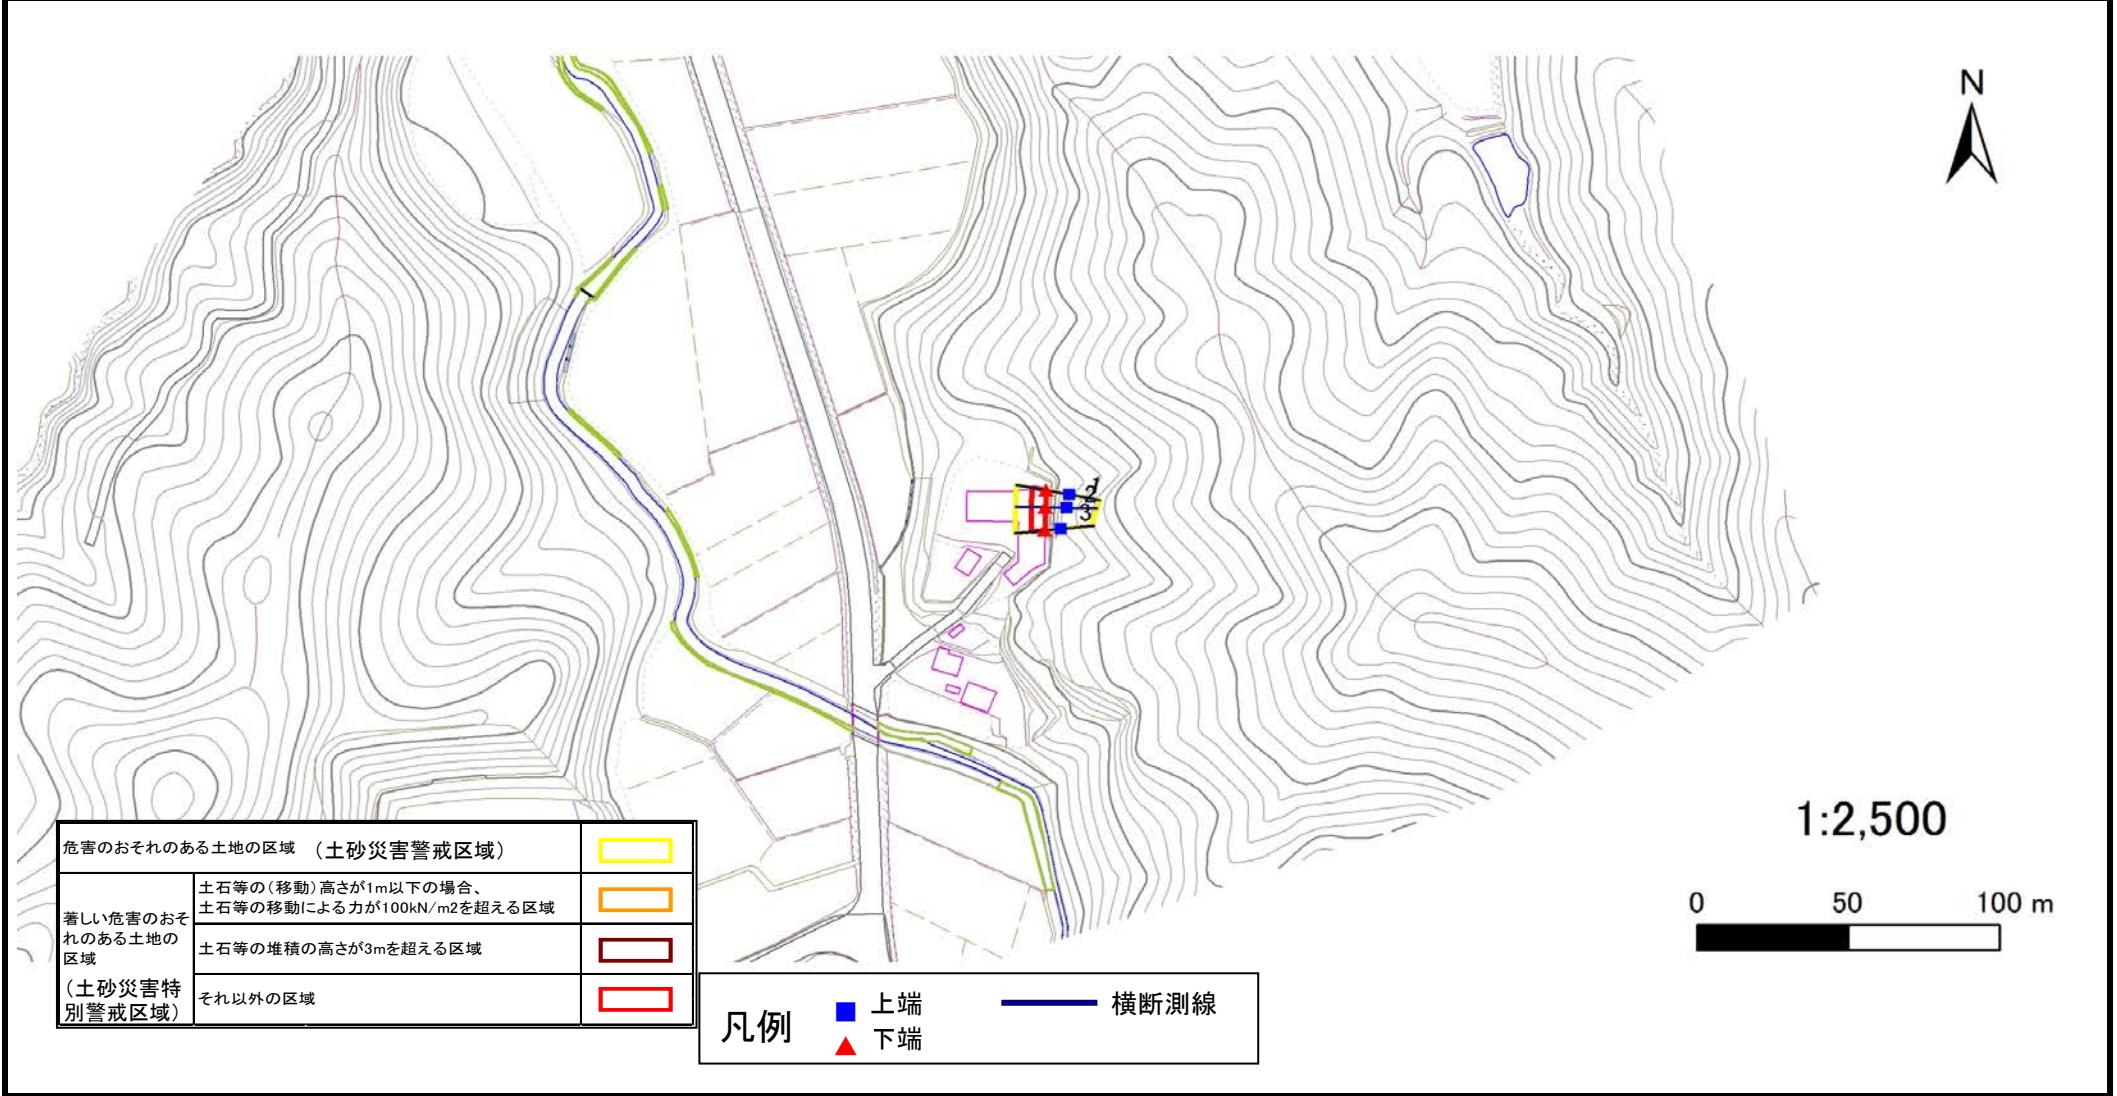 N
1
2
3
1:2,500
0 50 100 m
危害のおそれのある土地の区域 (土砂災害警戒区域)
著しい危害のおそ
れのある土地の
区域
(土砂災害特
別警戒区域)
土石等の(移動)高さが1m以下の場合、
土石等の移動による力が100kN/m2を超える区域
土石等の堆積の高さが3mを超える区域
それ以外の区域
凡例
上端
下端
横断測線